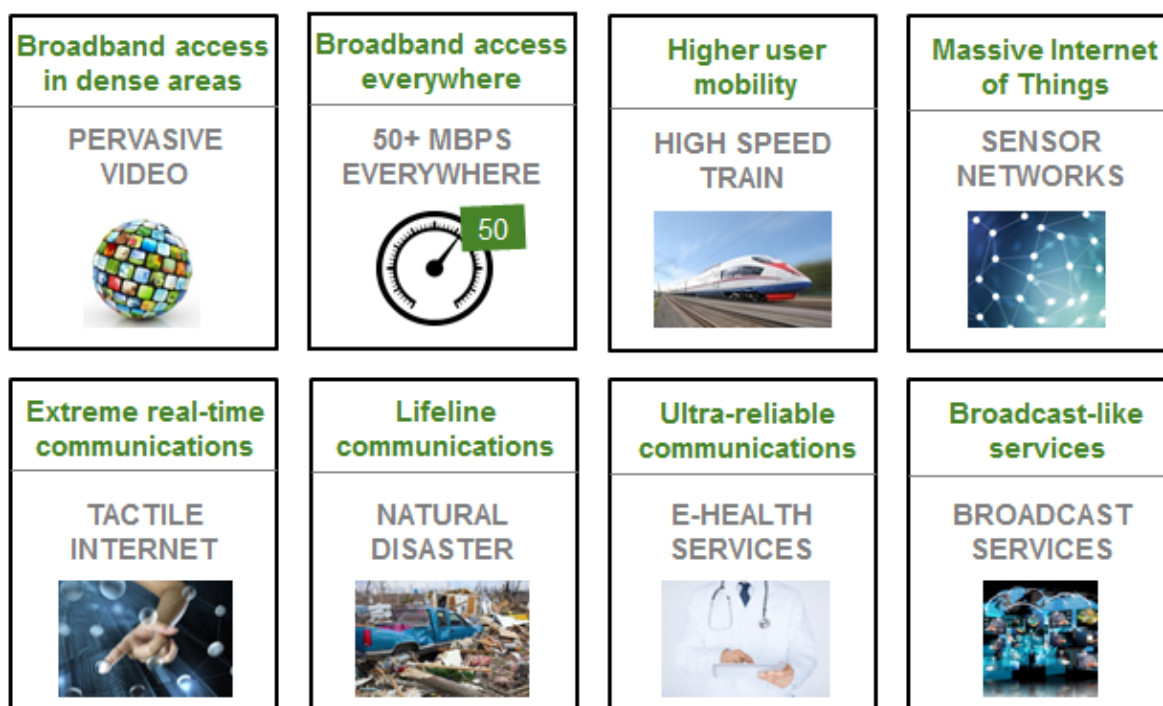 Broadband access
in dense areas
PERVASIVE
VIDEO
Broadband access
everywhere
50+ MBPS
EVERYWHERE
50
Higher user
mobility
HIGH SPEED
TRAIN
Massive Internet
of Things
SENSOR
NETWORKS
Extreme real-time
communications
TACTILE
INTERNET
Lifeline
communications
NATURAL
DISASTER
Ultra-reliable
communications
E-HEALTH
SERVICES
Broadcast-like
services
BROADCAST
SERVICES